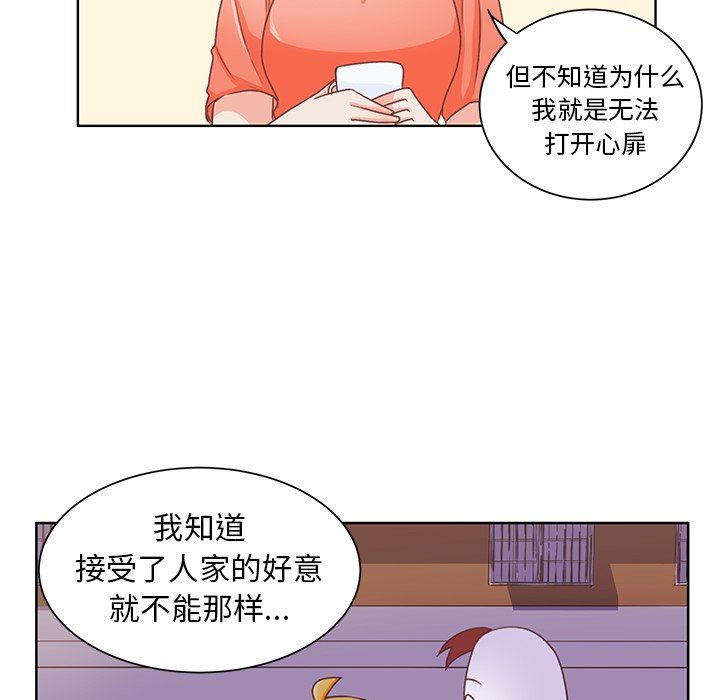 但不知道为什么
我就是无法
打开心扉
我知道
接受了人家的好意
就不能那样...